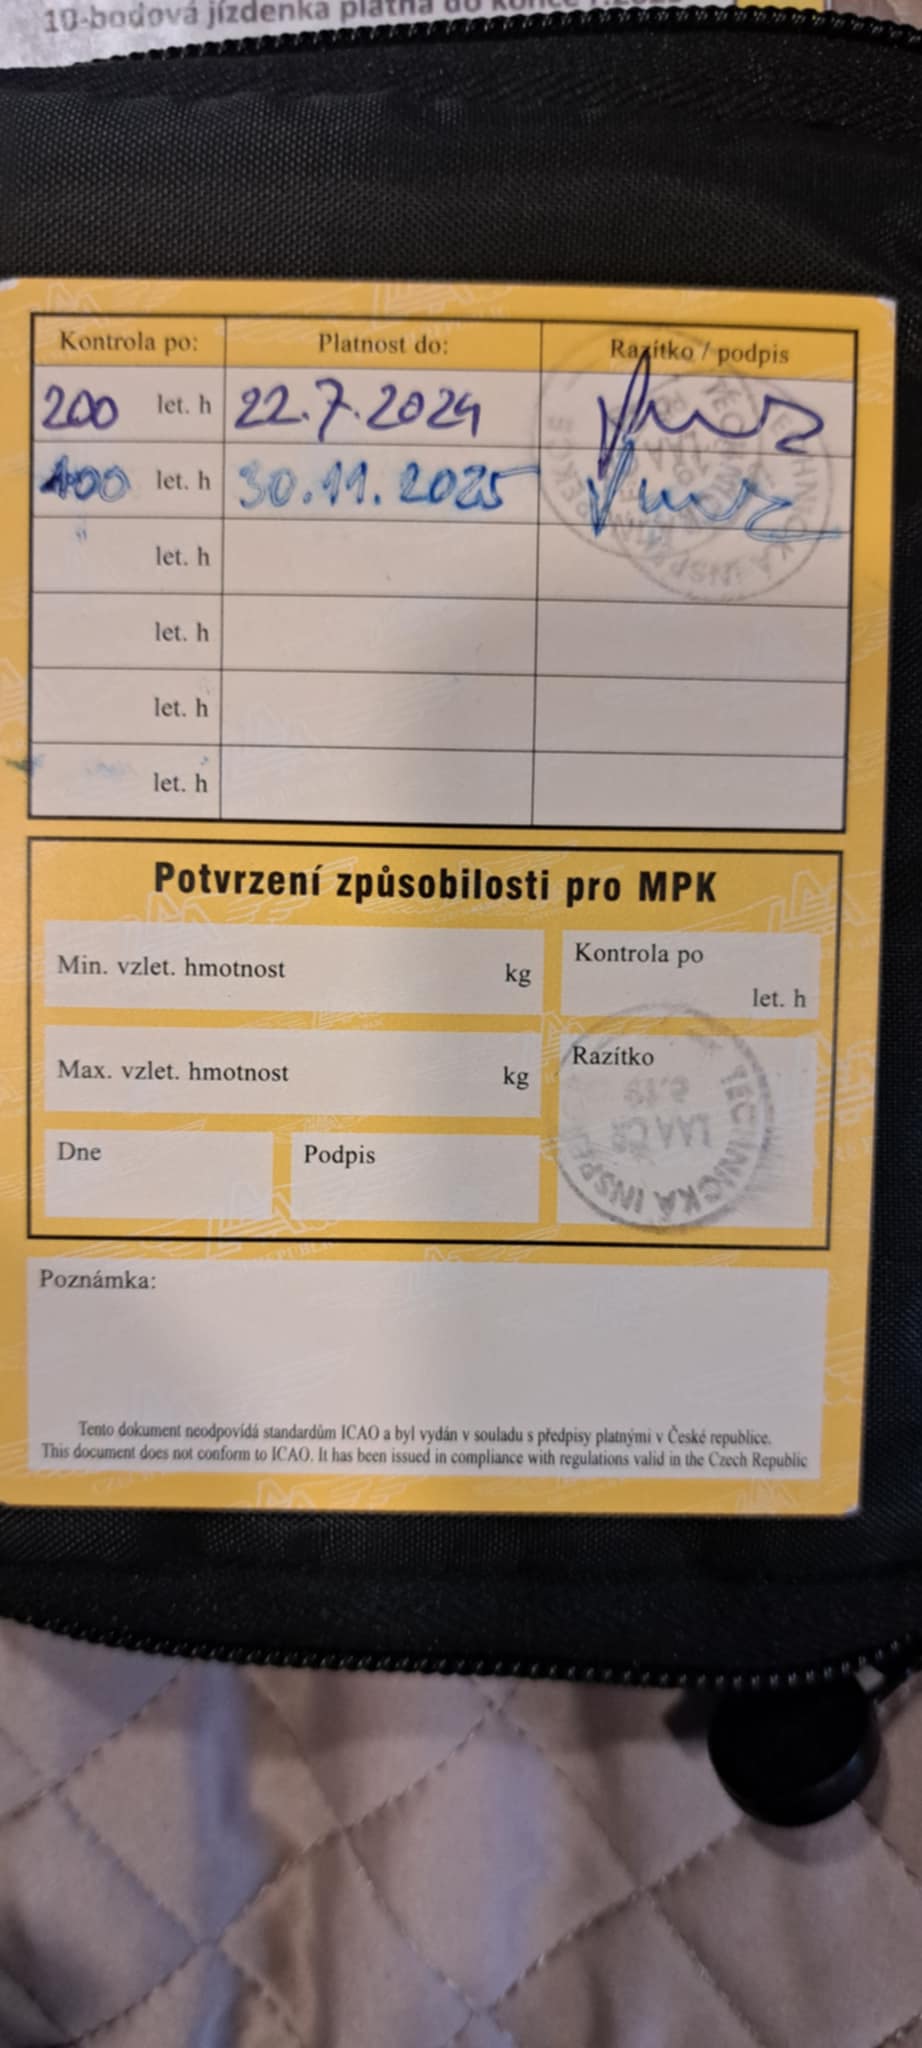 10-bodová jízdenka platná do konce
Kontrola po: Platnost do: Razítko / podpis
200 let. h 22.7.2024
100 let. h 30.11.2025
let. h
let. h
let. h
let. h
TECHNICKÁ INSPEKCE
Potvrzení způsobilosti pro MPK
Min. vzlet. hmotnost kg
Kontrola po
let. h
Max. vzlet. hmotnost kg
Razítko
LAA ČR
TECHNICKÁ INSPEKCE
Dne
Podpis
Poznámka:
Tento dokument neodpovídá standardům ICAO a byl vydán v souladu s předpisy platnými v České republice.
This document does not conform to ICAO. It has been issued in compliance with regulations valid in the Czech Republic